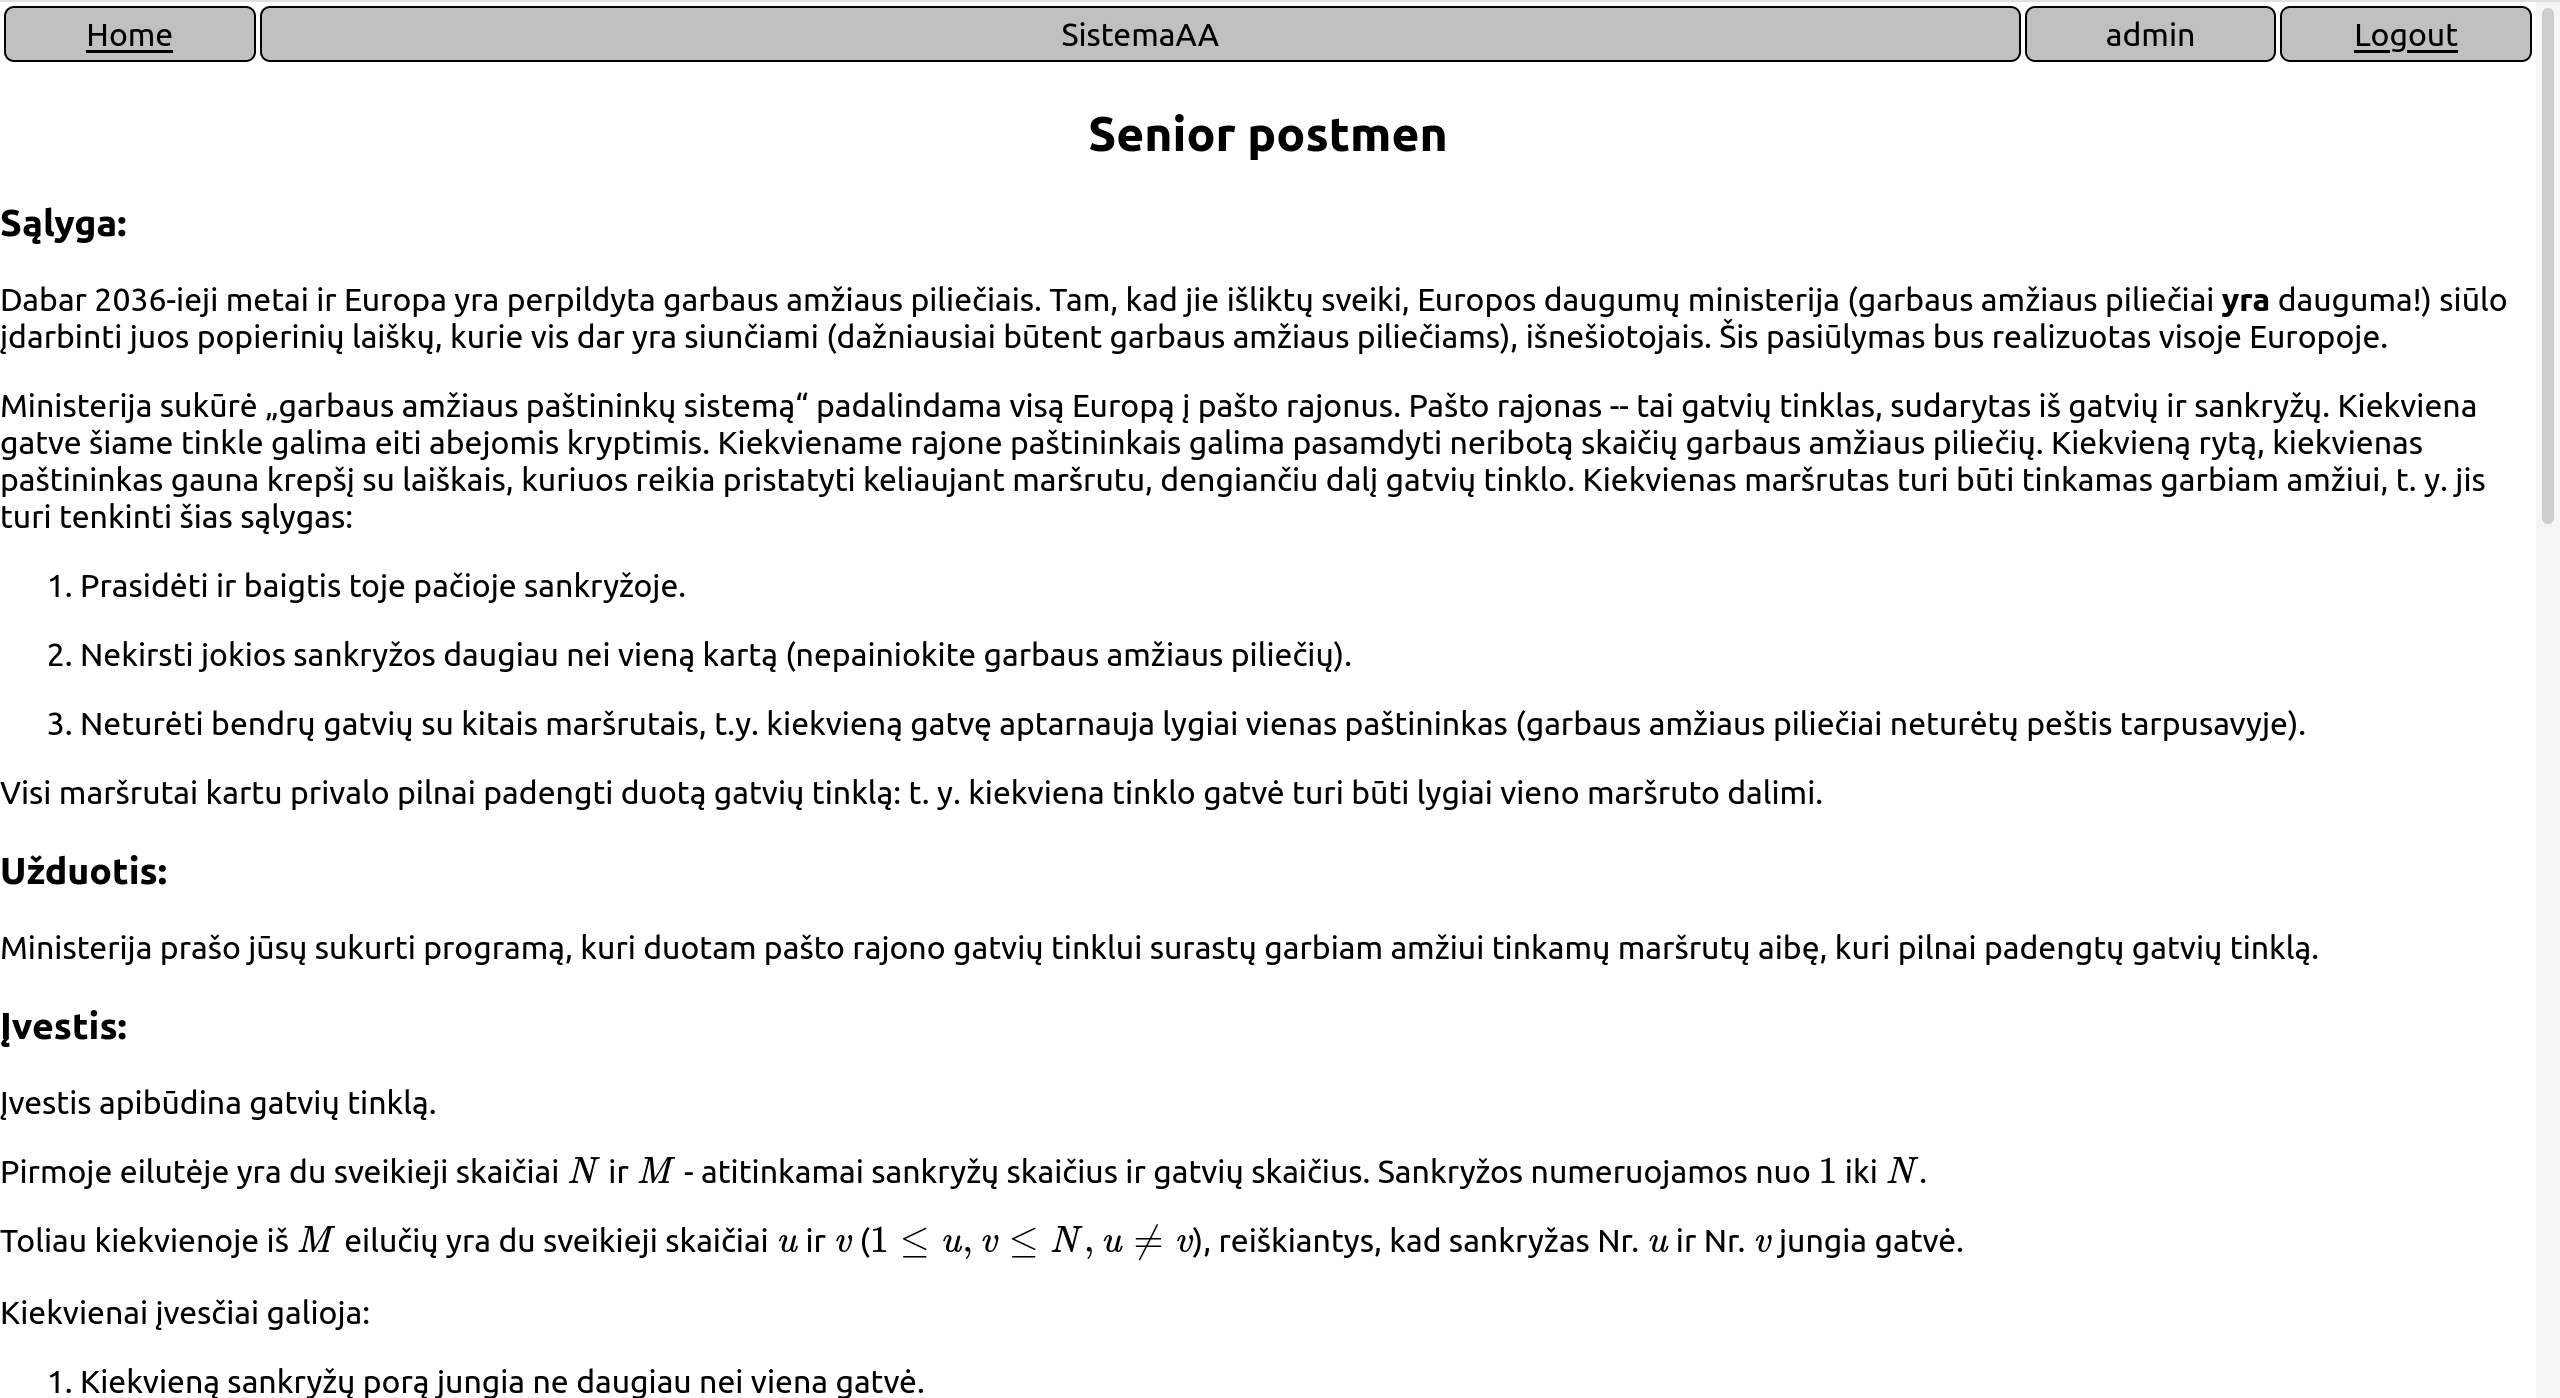 Home SistemaAA admin Logout
Senior postmen
Sąlyga:
Dabar 2036-ieji metai ir Europa yra perpildyta garbaus amžiaus piliečiais. Tam, kad jie išliktų sveiki, Europos daugumų ministerija (garbaus amžiaus piliečiai yra dauguma!) siūlo
įdarbinti juos popierinių laiškų, kurie vis dar yra siunčiami (dažniausiai būtent garbaus amžiaus piliečiams), išnešiotojais. Šis pasiūlymas bus realizuotas visoje Europoje.
Ministerija sukūrė „garbaus amžiaus paštininkų sistemą“ padalindama visą Europą į pašto rajonus. Pašto rajonas -- tai gatvių tinklas, sudarytas iš gatvių ir sankryžų. Kiekviena
gatve šiame tinkle galima eiti abejomis kryptimis. Kiekviename rajone paštininkais galima pasamdyti neribotą skaičių garbaus amžiaus piliečių. Kiekvieną rytą, kiekvienas
paštininkas gauna krepšį su laiškais, kuriuos reikia pristatyti keliaujant maršrutu, dengiančiu dalį gatvių tinklo. Kiekvienas maršrutas turi būti tinkamas garbiam amžiui, t. y. jis
turi tenkinti šias sąlygas:
1. Prasidėti ir baigtis toje pačioje sankryžoje.
2. Nekirsti jokios sankryžos daugiau nei vieną kartą (nepainiokite garbaus amžiaus piliečių).
3. Neturėti bendrų gatvių su kitais maršrutais, t.y. kiekvieną gatvę aptarnauja lygiai vienas paštininkas (garbaus amžiaus piliečiai neturėtų peštis tarpusavyje).
Visi maršrutai kartu privalo pilnai padengti duotą gatvių tinklą: t. y. kiekviena tinklo gatvė turi būti lygiai vieno maršruto dalimi.
Užduotis:
Ministerija prašo jūsų sukurti programą, kuri duotam pašto rajono gatvių tinklui surastų garbiam amžiui tinkamų maršrutų aibę, kuri pilnai padengtų gatvių tinklą.
Įvestis:
Įvestis apibūdina gatvių tinklą.
Pirmoje eilutėje yra du sveikieji skaičiai N ir M - atitinkamai sankryžų skaičius ir gatvių skaičius. Sankryžos numeruojamos nuo 1 iki N.
Toliau kiekvienoje iš M eilučių yra du sveikieji skaičiai u ir v (1 ≤ u, v ≤ N, u ≠ v), reiškiantys, kad sankryžas Nr. u ir Nr. v jungia gatvė.
Kiekvienai įvesčiai galioja:
1. Kiekvieną sankryžų porą jungia ne daugiau nei viena gatvė.